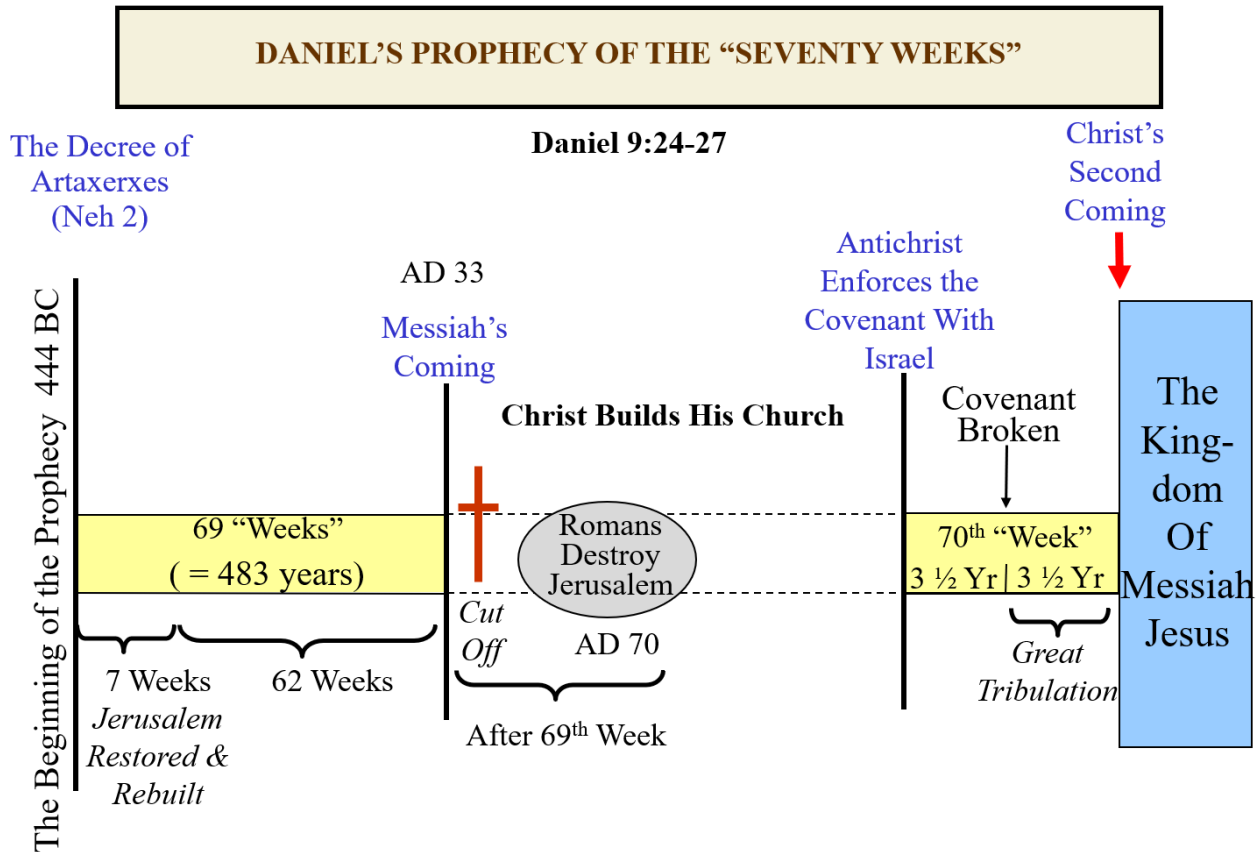 DANIEL’S PROPHECY OF THE “SEVENTY WEEKS”
Daniel 9:24-27
The Decree of
Artaxerxes
(Neh 2)
The Beginning of the Prophecy 444 BC
AD 33
Messiah’s
Coming
Christ Builds His Church
Antichrist
Enforces the
Covenant With
Israel
Christ’s
Second
Coming
Covenant
Broken
69 “Weeks”
( = 483 years)
Romans
Destroy
Jerusalem
70th “Week”
3 ½ Yr 3 ½ Yr
The
King-
dom
Of
Messiah
Jesus
7 Weeks
Jerusalem
Restored &
Rebuilt
62 Weeks
Cut
Off
AD 70
After 69th Week
Great
Tribulation